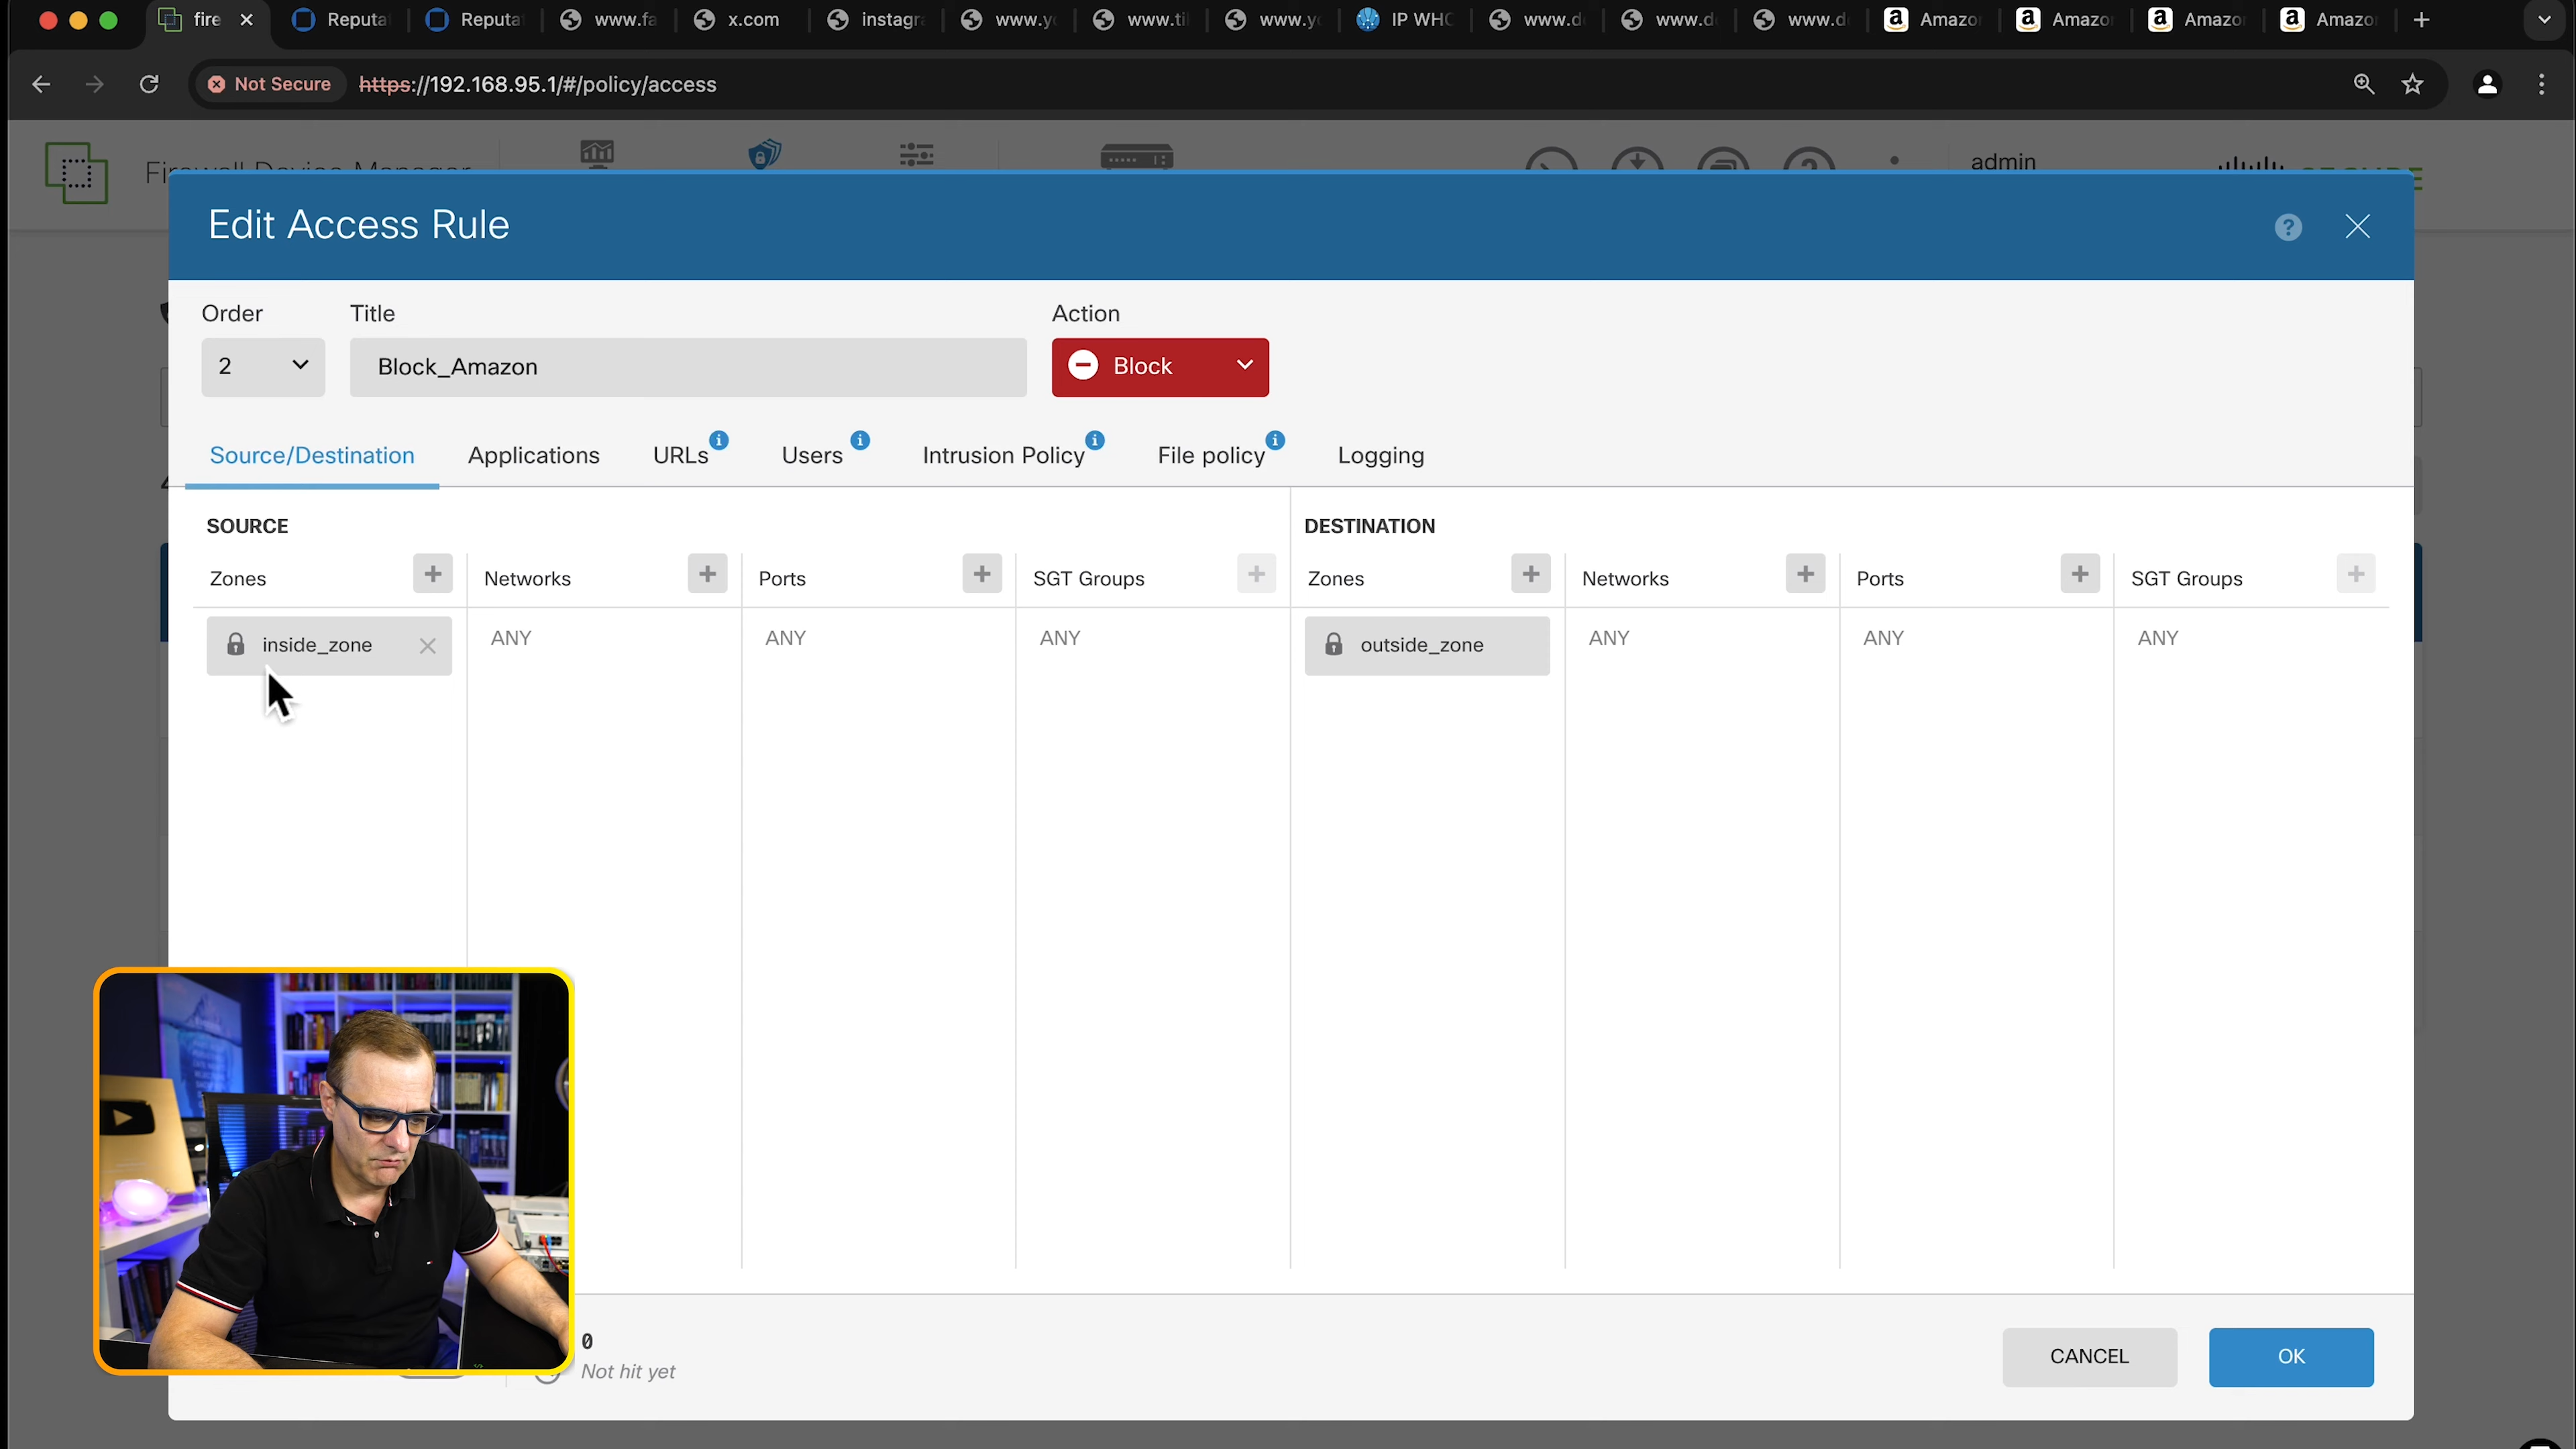 fire
Reputa
Reputa
www.fa
x.com
instagra
www.yo
www.ti
www.yo
IP WHO
www.d
www.d
www.d
Amazo
Amazo
Amazo
Amazo
Not Secure https://192.168.95.1/#/policy/access
Firewall Device Manager
admin
Edit Access Rule
Order Title Action
2 Block_Amazon Block
Source/Destination Applications URLs Users Intrusion Policy File policy Logging
SOURCE DESTINATION
Zones Networks Ports SGT Groups Zones Networks Ports SGT Groups
inside_zone ANY ANY ANY outside_zone ANY ANY ANY
0
Not hit yet
CANCEL OK